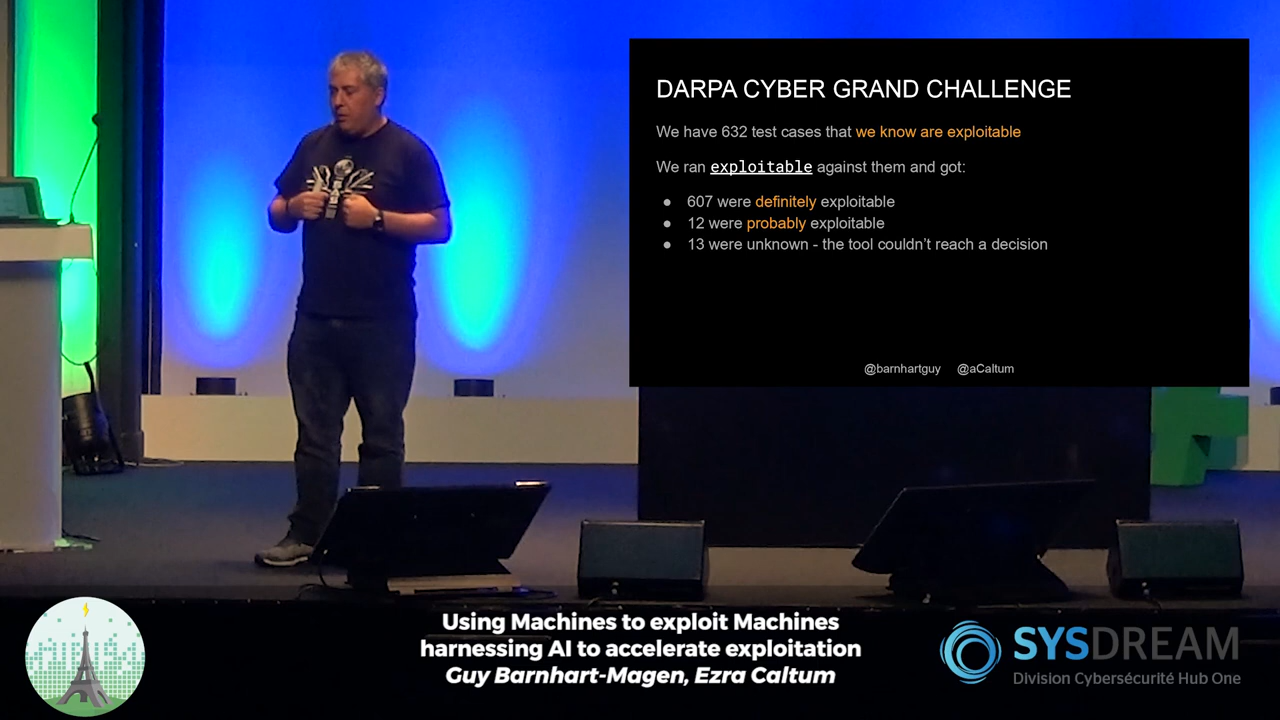 DARPA CYBER GRAND CHALLENGE
We have 632 test cases that we know are exploitable
We ran exploitable against them and got:
● 607 were definitely exploitable
● 12 were probably exploitable
● 13 were unknown - the tool couldn't reach a decision
@barnhartguy @aCaltum
Using Machines to exploit Machines
harnessing AI to accelerate exploitation
Guy Barnhart-Magen, Ezra Caltum
SYSDREAM
Division Cybersécurité Hub One